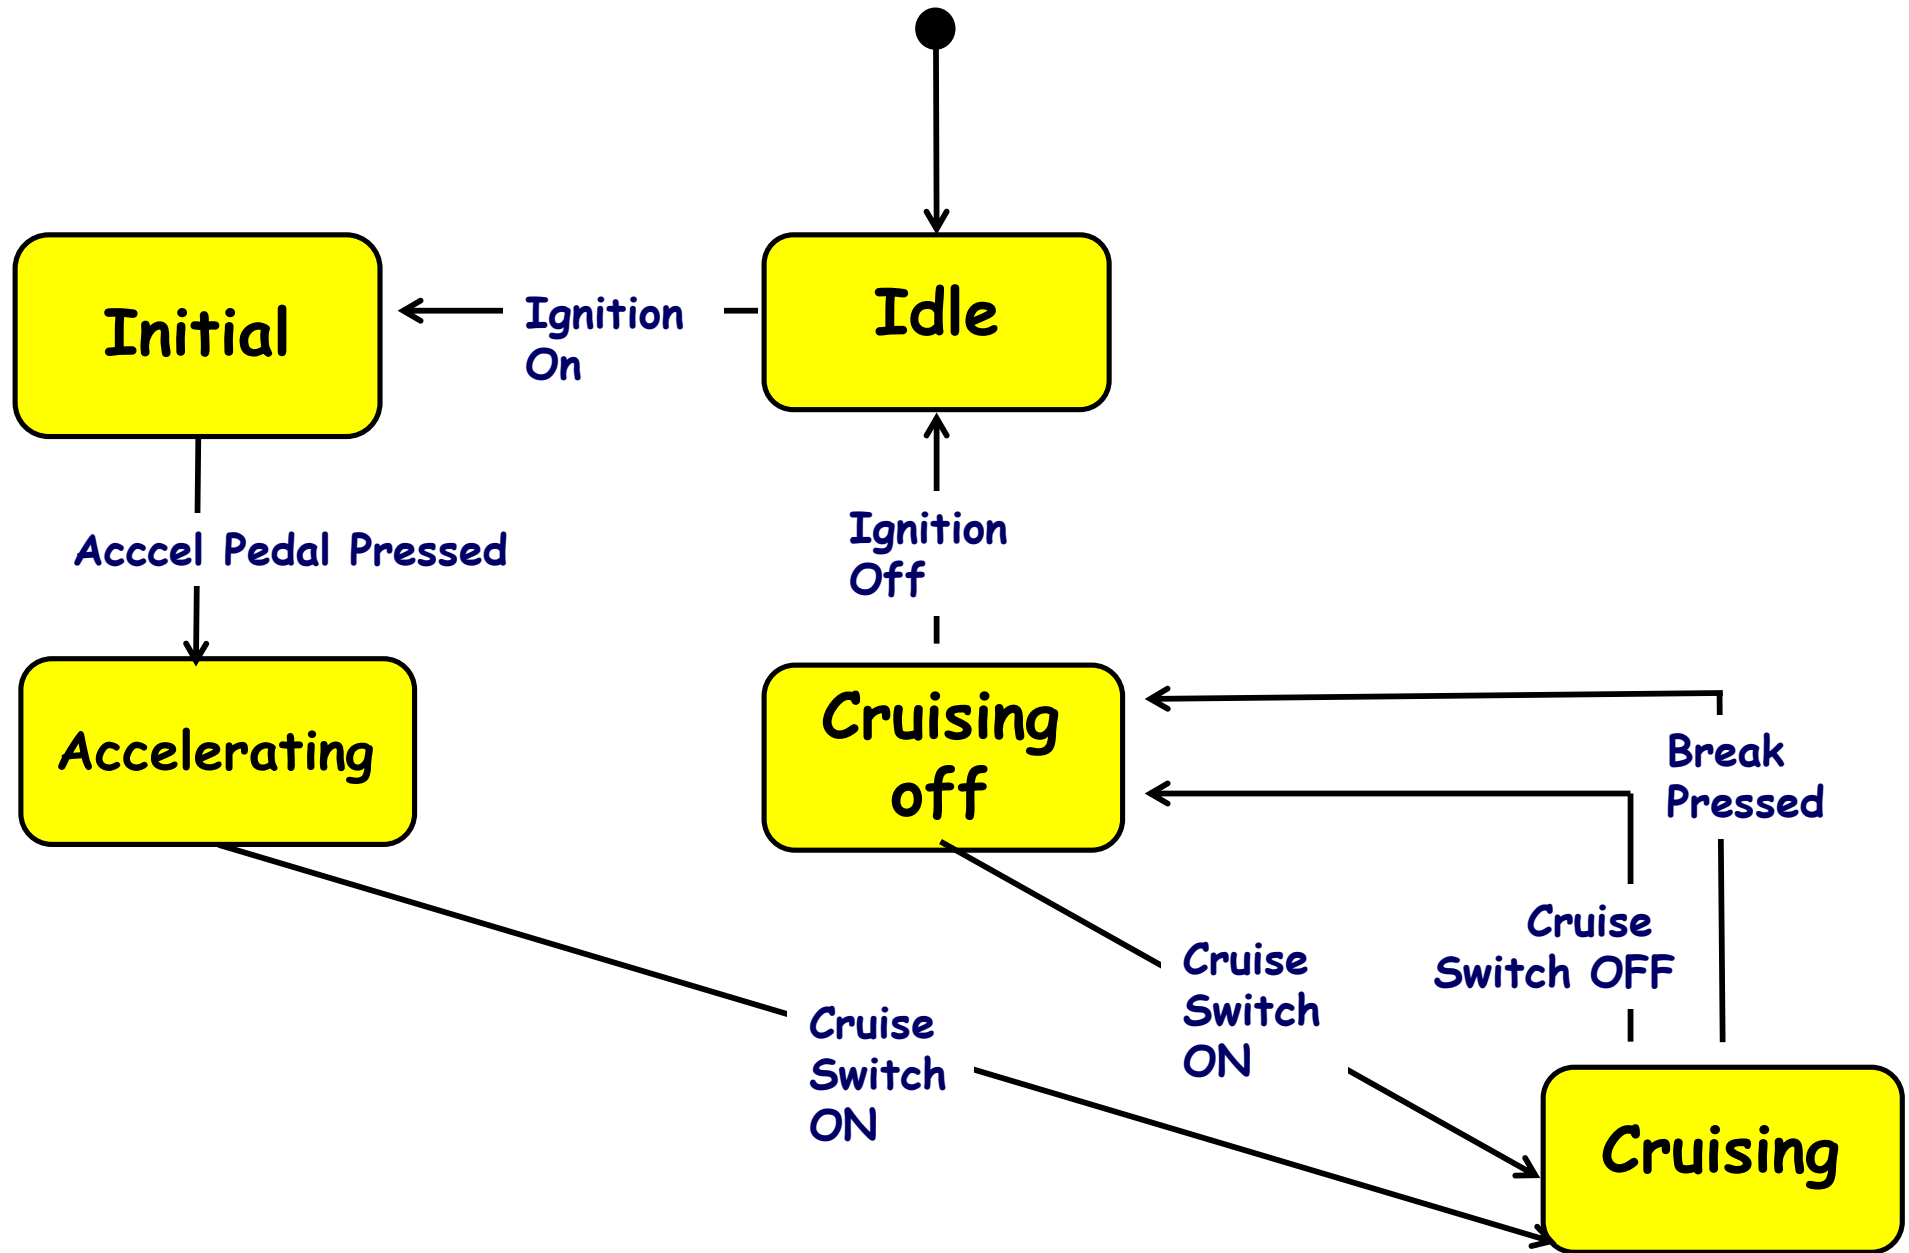 Initial
Ignition
On
Idle
Acccel Pedal Pressed
Ignition
Off
Accelerating
Cruising
off
Break
Pressed
Cruise
Switch OFF
Cruise
Switch
ON
Cruise
Switch
ON
Cruising